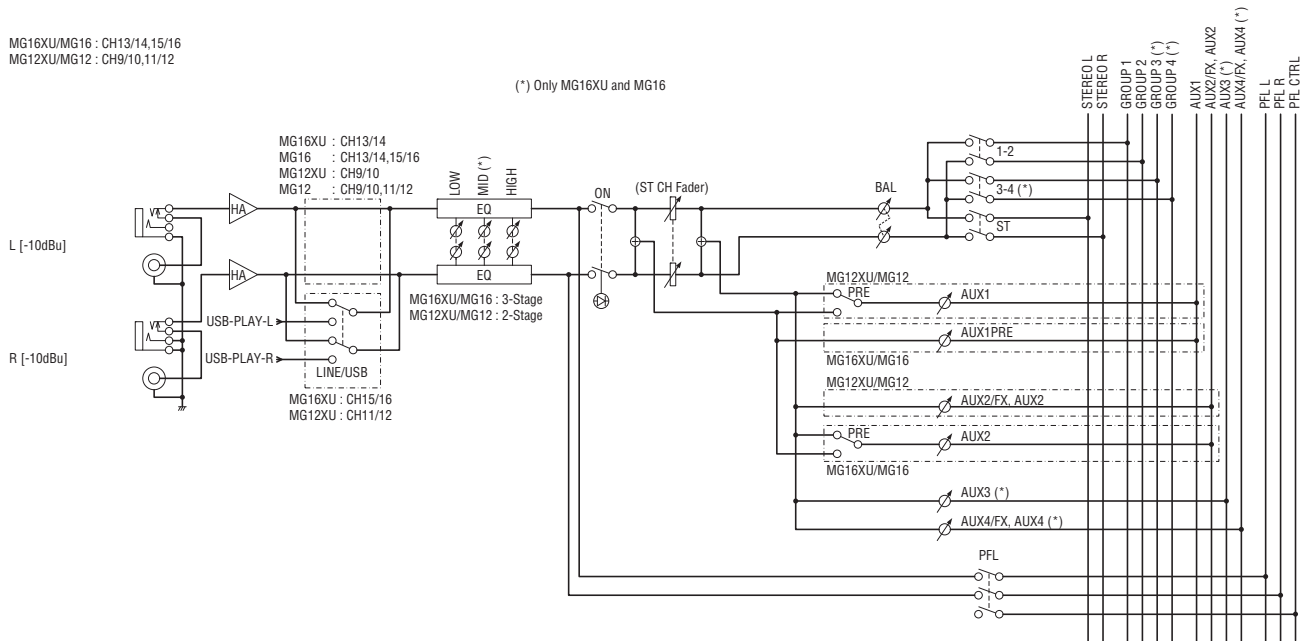 MG16XU/MG16 : CH13/14,15/16
MG12XU/MG12 : CH9/10,11/12
(*) Only MG16XU and MG16
STEREO L
STEREO R
GROUP 1
GROUP 2
GROUP 3 (*)
GROUP 4 (*)
AUX1
AUX2/FX, AUX2
AUX3 (*)
AUX4/FX, AUX4 (*)
PFL L
PFL R
PFL CTRL
MG16XU : CH13/14
MG16 : CH13/14,15/16
MG12XU : CH9/10
MG12 : CH9/10,11/12
LOW
MID (*)
HIGH
ON
(ST CH Fader)
BAL
1-2
3-4 (*)
ST
HA
EQ
L [-10dBu]
HA
EQ
MG16XU/MG16 : 3-Stage
MG12XU/MG12 : 2-Stage
USB-PLAY-L
USB-PLAY-R
LINE/USB
R [-10dBu]
MG16XU : CH15/16
MG12XU : CH11/12
MG12XU/MG12
PRE
AUX1
AUX1PRE
MG16XU/MG16
MG12XU/MG12
AUX2/FX, AUX2
PRE
AUX2
MG16XU/MG16
AUX3 (*)
AUX4/FX, AUX4 (*)
PFL